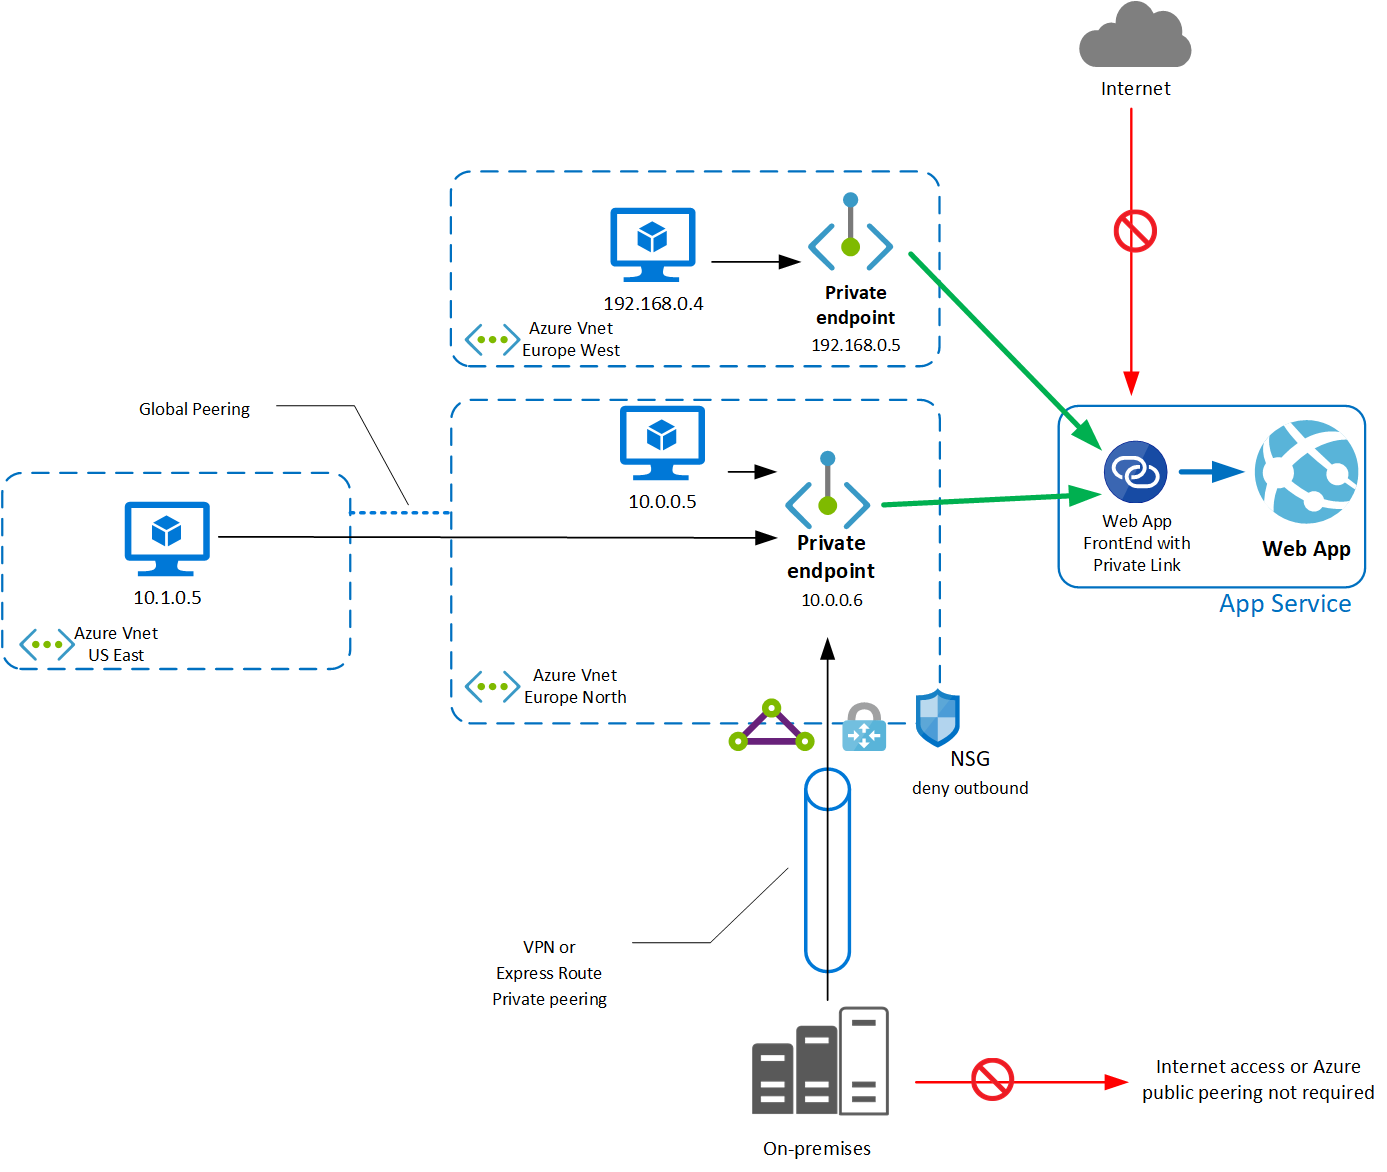 Internet
192.168.0.4
Private
endpoint
192.168.0.5
Azure Vnet
Europe West
Global Peering
10.0.0.5
Private
endpoint
10.0.0.6
10.1.0.5
Azure Vnet
US East
Azure Vnet
Europe North
Web App
FrontEnd with
Private Link
Web App
App Service
NSG
deny outbound
VPN or
Express Route
Private peering
On-premises
Internet access or Azure
public peering not required